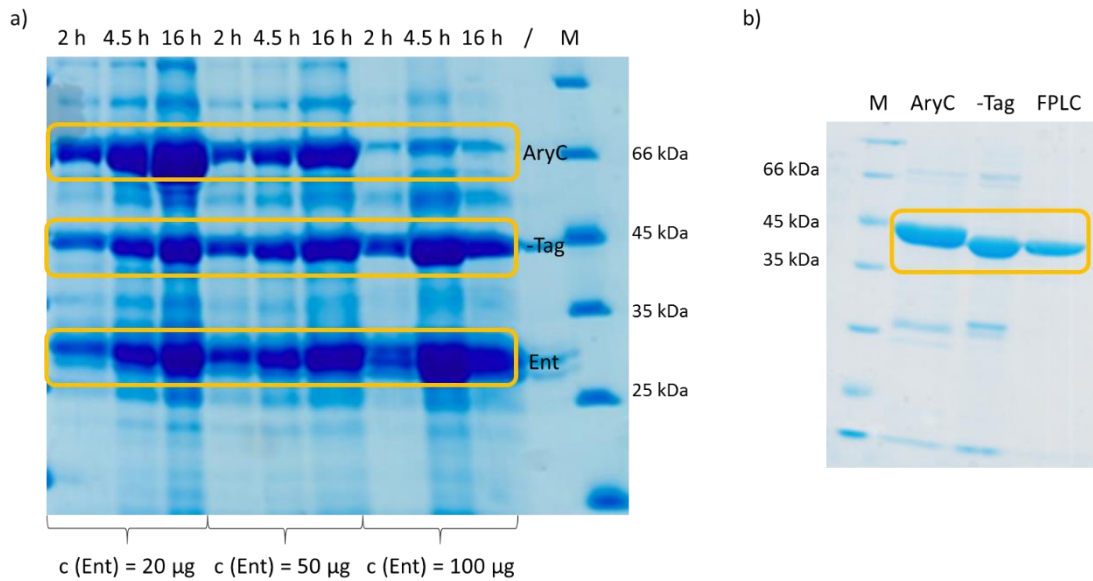 a)
2 h 4.5 h 16 h 2 h 4.5 h 16 h 2 h 4.5 h 16 h / M
AryC
66 kDa
-Tag
45 kDa
35 kDa
Ent
25 kDa
c (Ent) = 20 µg c (Ent) = 50 µg c (Ent) = 100 µg
b)
M AryC -Tag FPLC
66 kDa
45 kDa
35 kDa